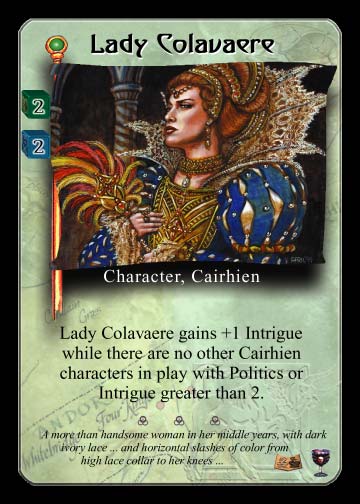 Lady Colavaere
2
2
Character, Cairhien
Lady Colavaere gains +1 Intrigue
while there are no other Cairhien
characters in play with Politics or
Intrigue greater than 2.
A more than handsome woman in her middle years, with dark
ivory lace ... and horizontal slashes of color from
high lace collar to her knees ...